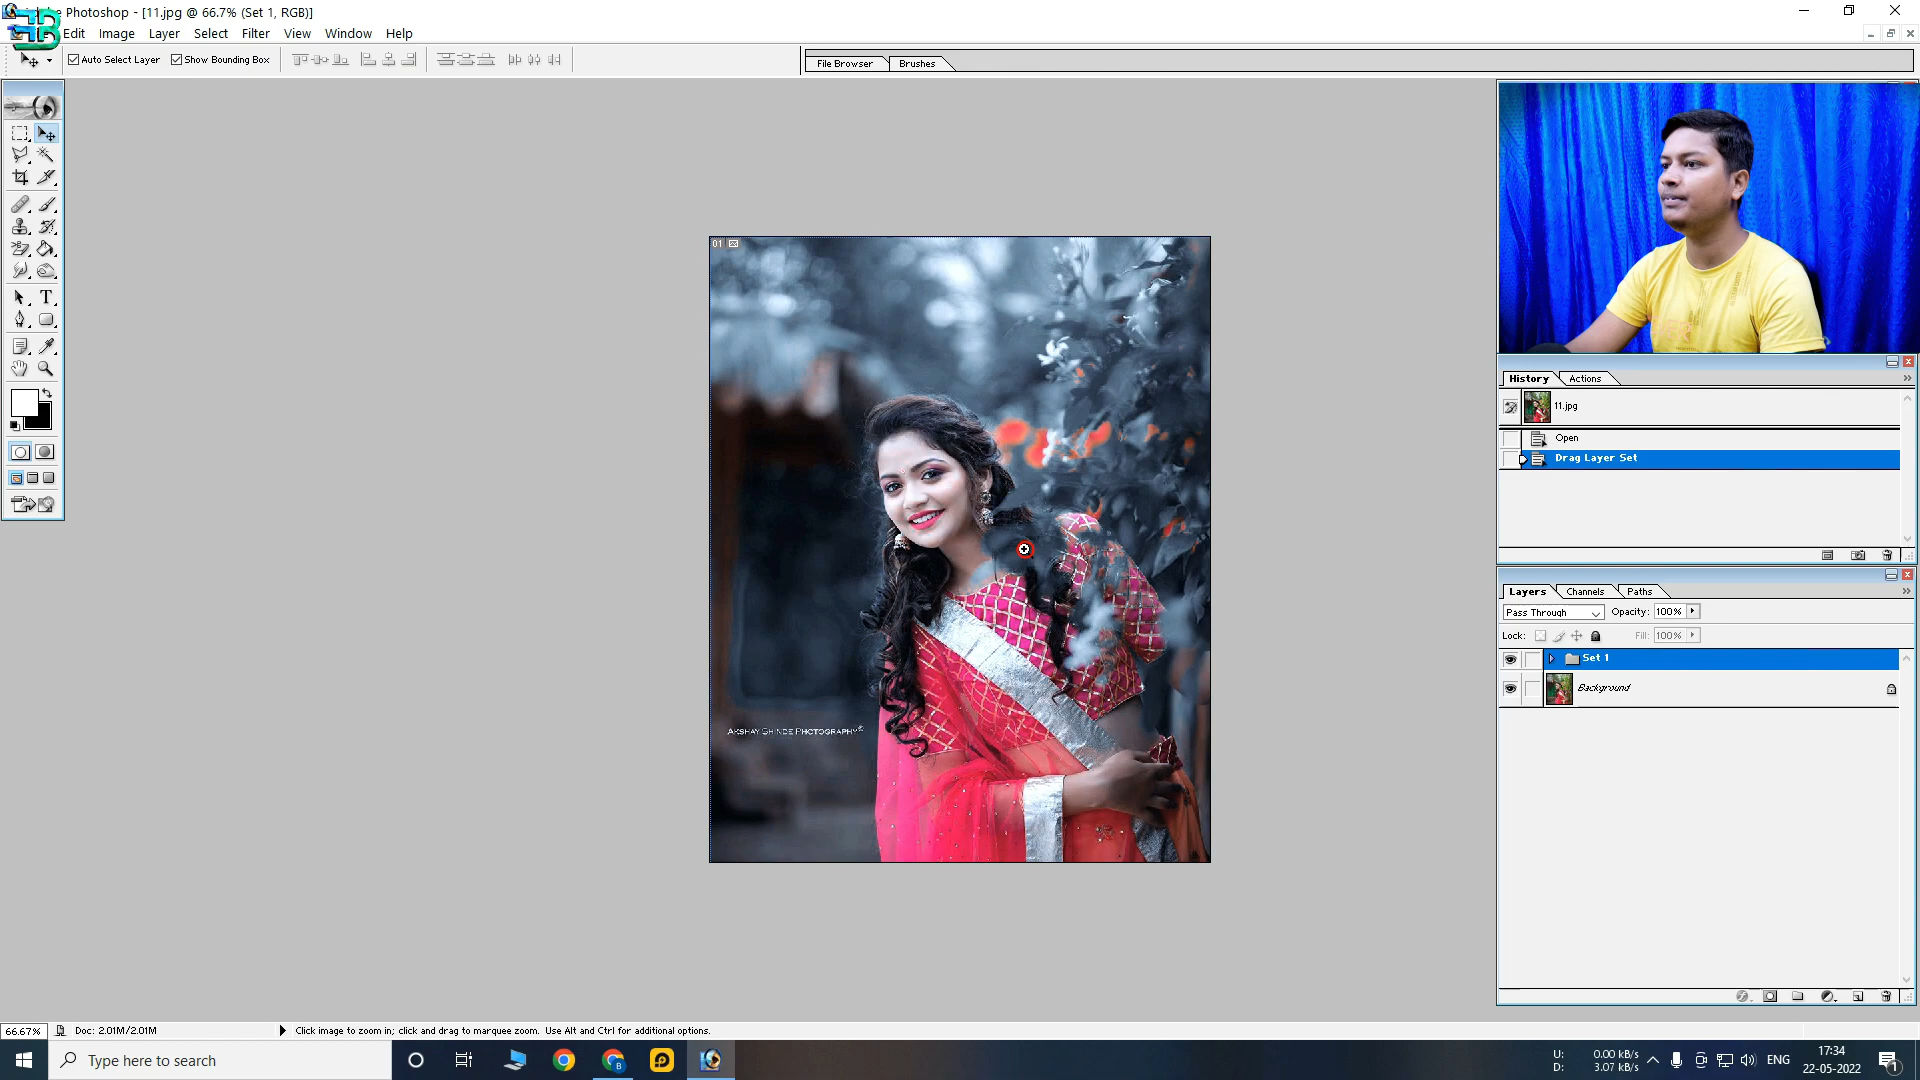 Photoshop - [11.jpg @ 66.7% (Set 1, RGB)]
Edit Image Layer Select Filter View Window Help
Auto Select Layer Show Bounding Box
File Browser Brushes
01
AKSHAY SHINDE PHOTOGRAPHY®
History Actions
11.jpg
Open
Drag Layer Set
Layers Channels Paths
Pass Through Opacity: 100%
Lock: Fill: 100%
Set 1
Background
66.67% Doc: 2.01M/2.01M Click image to zoom in; click and drag to marquee zoom. Use Alt and Ctrl for additional options.
Type here to search
U: 0.00 kB/s
D: 3.07 kB/s
ENG
17:34
22-05-2022
1